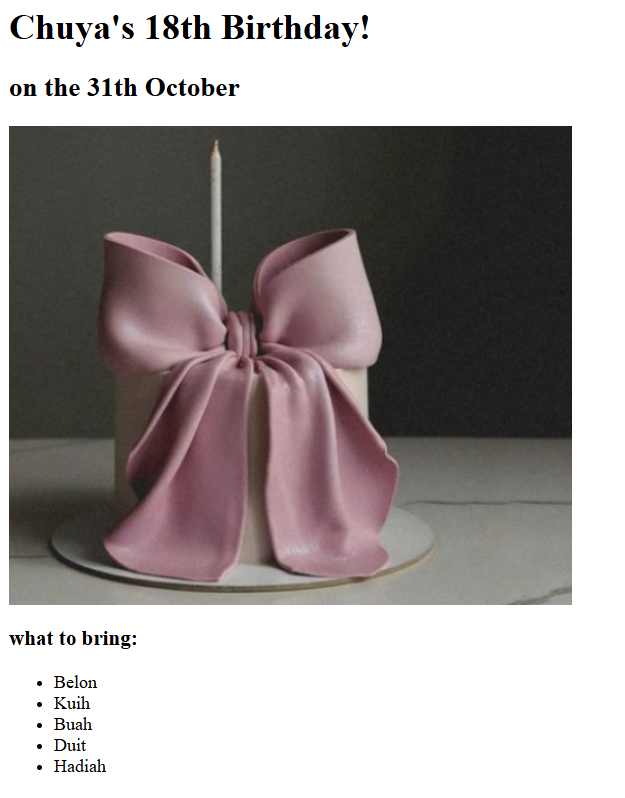 Chuya's 18th Birthday!
on the 31th October
what to bring:
Belon
Kuih
Buah
Duit
Hadiah